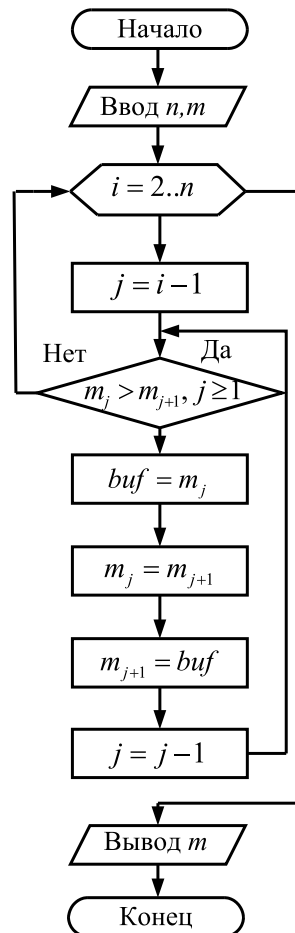 Начало
Ввод n,m
i = 2..n
j = i − 1
Нет
Да
m_j > m_{j+1}, j ≥ 1
buf = m_j
m_j = m_{j+1}
m_{j+1} = buf
j = j − 1
Вывод m
Конец